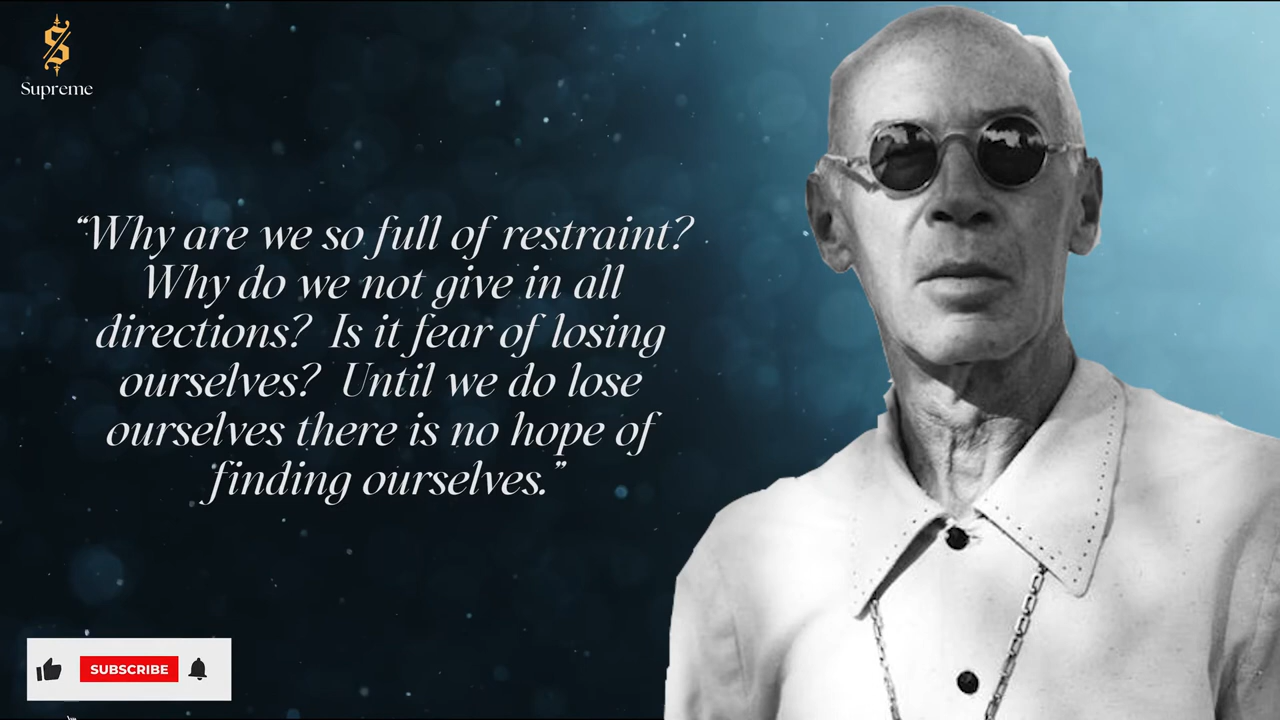 Supreme
“Why are we so full of restraint?
Why do we not give in all
directions? Is it fear of losing
ourselves? Until we do lose
ourselves there is no hope of
finding ourselves.”
SUBSCRIBE